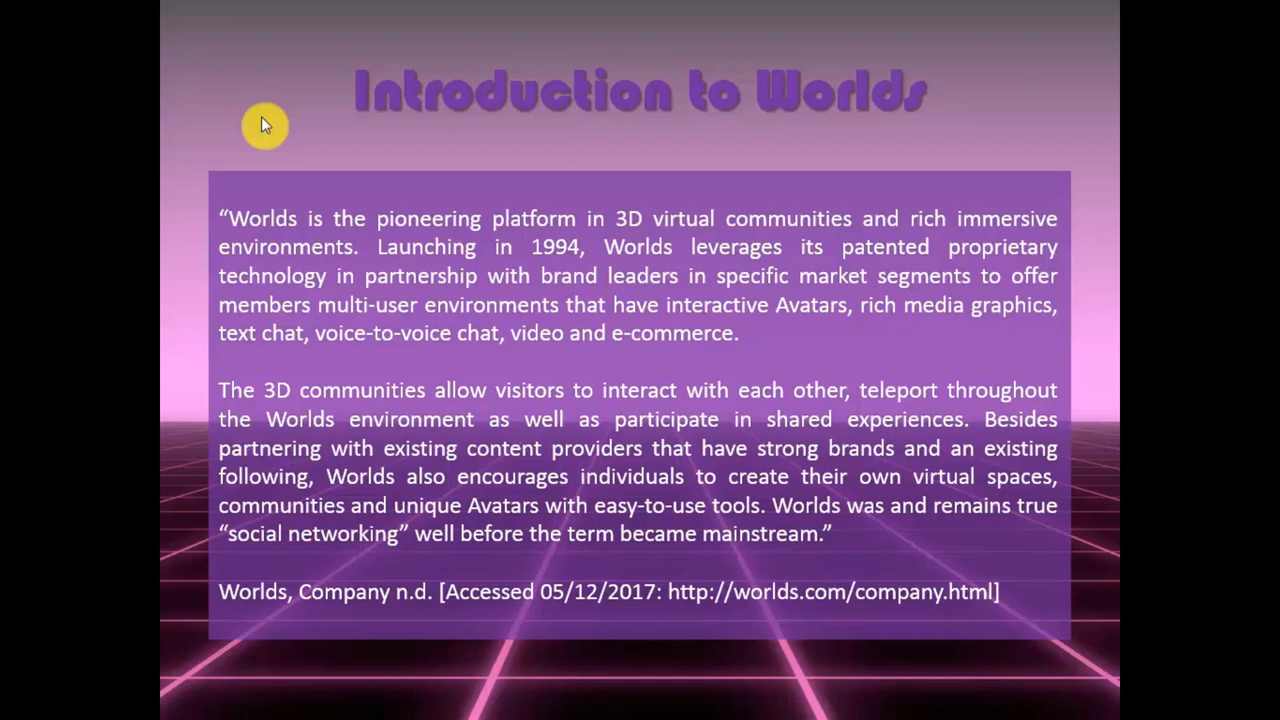 Introduction to Worlds
“Worlds is the pioneering platform in 3D virtual communities and rich immersive
environments. Launching in 1994, Worlds leverages its patented proprietary
technology in partnership with brand leaders in specific market segments to offer
members multi-user environments that have interactive Avatars, rich media graphics,
text chat, voice-to-voice chat, video and e-commerce.
The 3D communities allow visitors to interact with each other, teleport throughout
the Worlds environment as well as participate in shared experiences. Besides
partnering with existing content providers that have strong brands and an existing
following, Worlds also encourages individuals to create their own virtual spaces,
communities and unique Avatars with easy-to-use tools. Worlds was and remains true
“social networking” well before the term became mainstream.”
Worlds, Company n.d. [Accessed 05/12/2017: http://worlds.com/company.html]